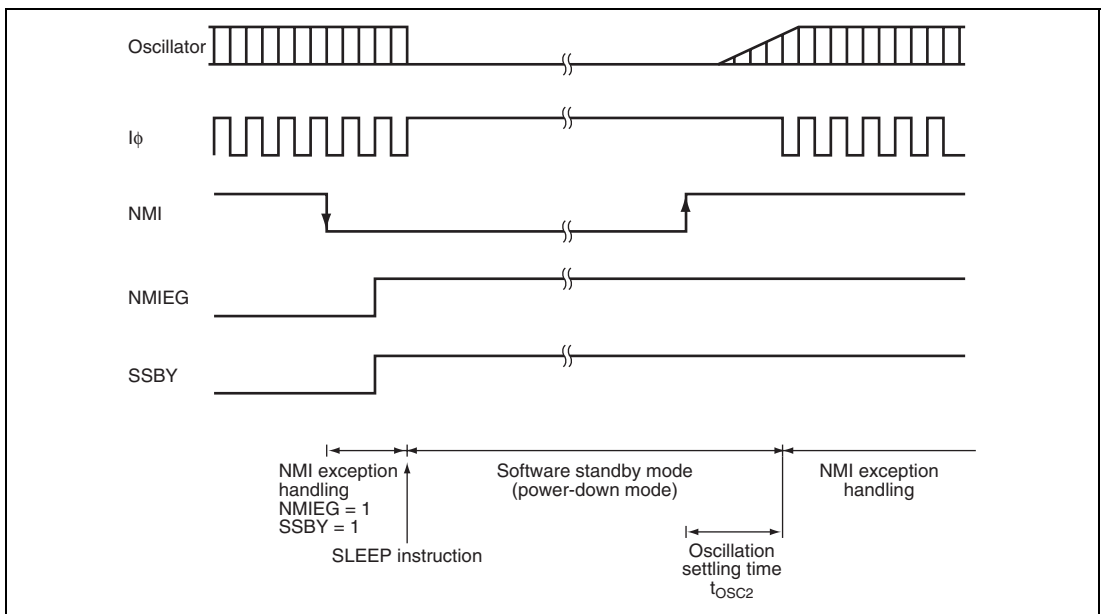 Oscillator
Iϕ
NMI
NMIEG
SSBY
NMI exception
handling
NMIEG = 1
SSBY = 1
SLEEP instruction
Software standby mode
(power-down mode)
NMI exception
handling
Oscillation
settling time
tOSC2